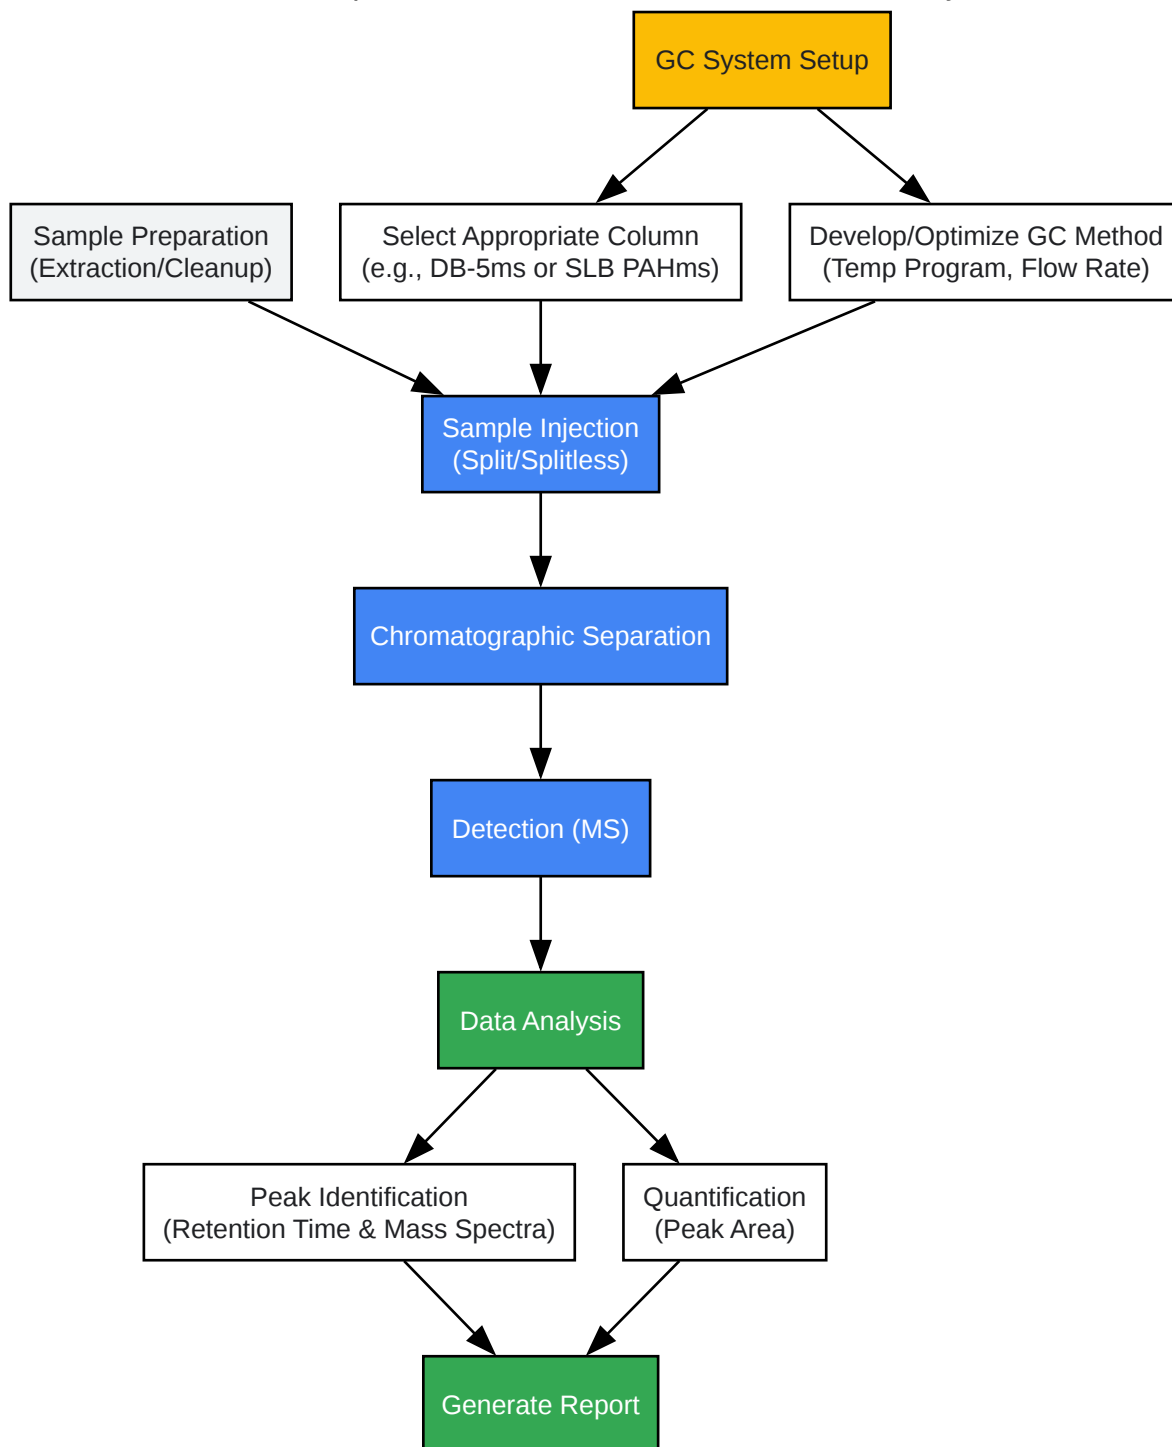 GC System Setup
Sample Preparation
(Extraction/Cleanup)
Select Appropriate Column
(e.g., DB-5ms or SLB PAHms)
Develop/Optimize GC Method
(Temp Program, Flow Rate)
Sample Injection
(Split/Splitless)
Chromatographic Separation
Detection (MS)
Data Analysis
Peak Identification
(Retention Time & Mass Spectra)
Quantification
(Peak Area)
Generate Report